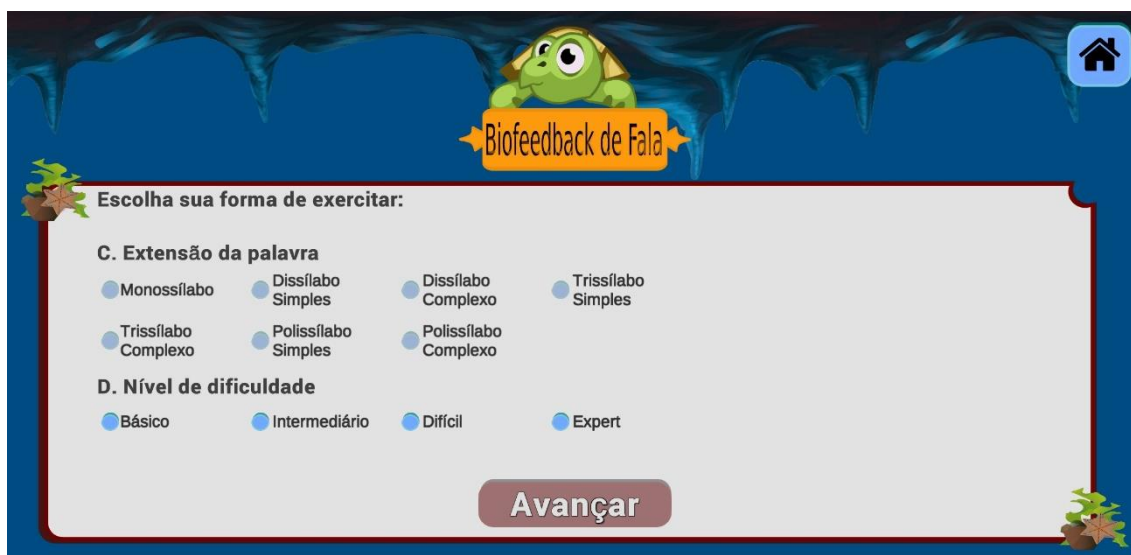 Biofeedback de Fala
Escolha sua forma de exercitar:
C. Extensão da palavra
Monossílabo
Dissílabo
Simples
Dissílabo
Complexo
Trissílabo
Simples
Trissílabo
Complexo
Polissílabo
Simples
Polissílabo
Complexo
D. Nível de dificuldade
Básico
Intermediário
Difícil
Expert
Avançar